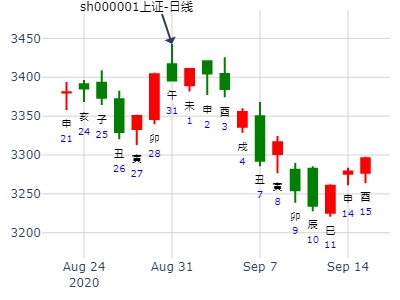 sh000001上证-日线
3450
3400
3350
3300
3250
3200
申
21
亥
24
子
25
丑
26
寅
27
卯
28
午
31
未
1
申
2
酉
3
戌
4
丑
7
寅
8
卯
9
辰
10
巳
11
申
14
酉
15
Aug 24
2020
Aug 31
Sep 7
Sep 14